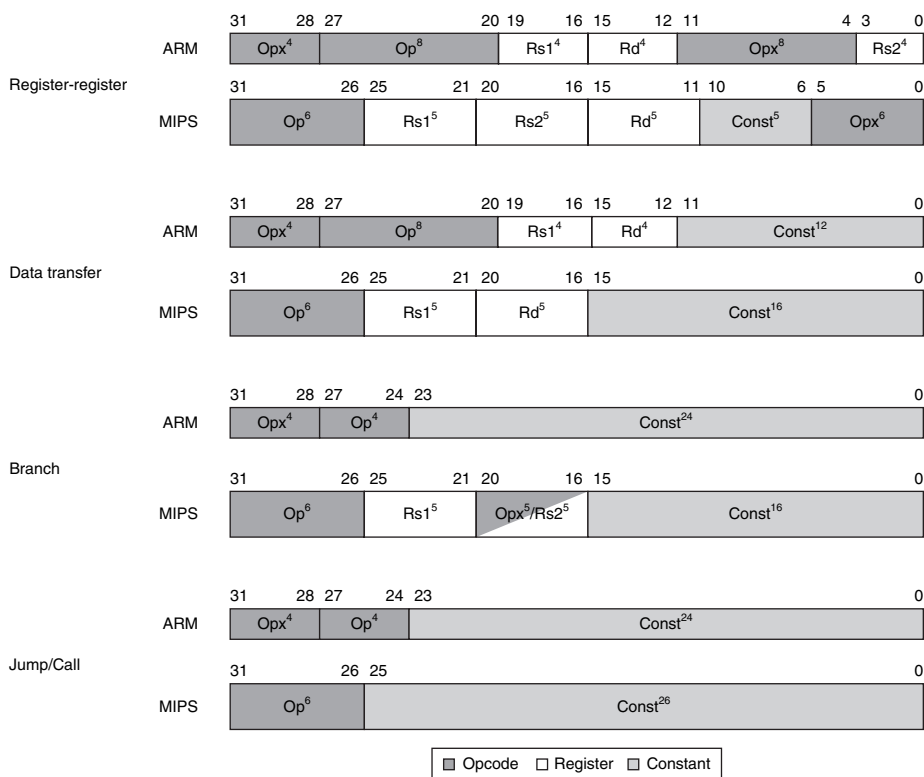 31 28 27 20 19 16 15 12 11 4 3 0
ARM Opx⁴ Op⁸ Rs1⁴ Rd⁴ Opx⁸ Rs2⁴
Register-register
31 26 25 21 20 16 15 11 10 6 5 0
MIPS Op⁶ Rs1⁵ Rs2⁵ Rd⁵ Const⁵ Opx⁶
31 28 27 20 19 16 15 12 11 0
ARM Opx⁴ Op⁸ Rs1⁴ Rd⁴ Const¹²
Data transfer
31 26 25 21 20 16 15 0
MIPS Op⁶ Rs1⁵ Rd⁵ Const¹⁶
31 28 27 24 23 0
ARM Opx⁴ Op⁴ Const²⁴
Branch
31 26 25 21 20 16 15 0
MIPS Op⁶ Rs1⁵ Opx⁵/Rs2⁵ Const¹⁶
31 28 27 24 23 0
ARM Opx⁴ Op⁴ Const²⁴
Jump/Call
31 26 25 0
MIPS Op⁶ Const²⁶
Opcode Register Constant